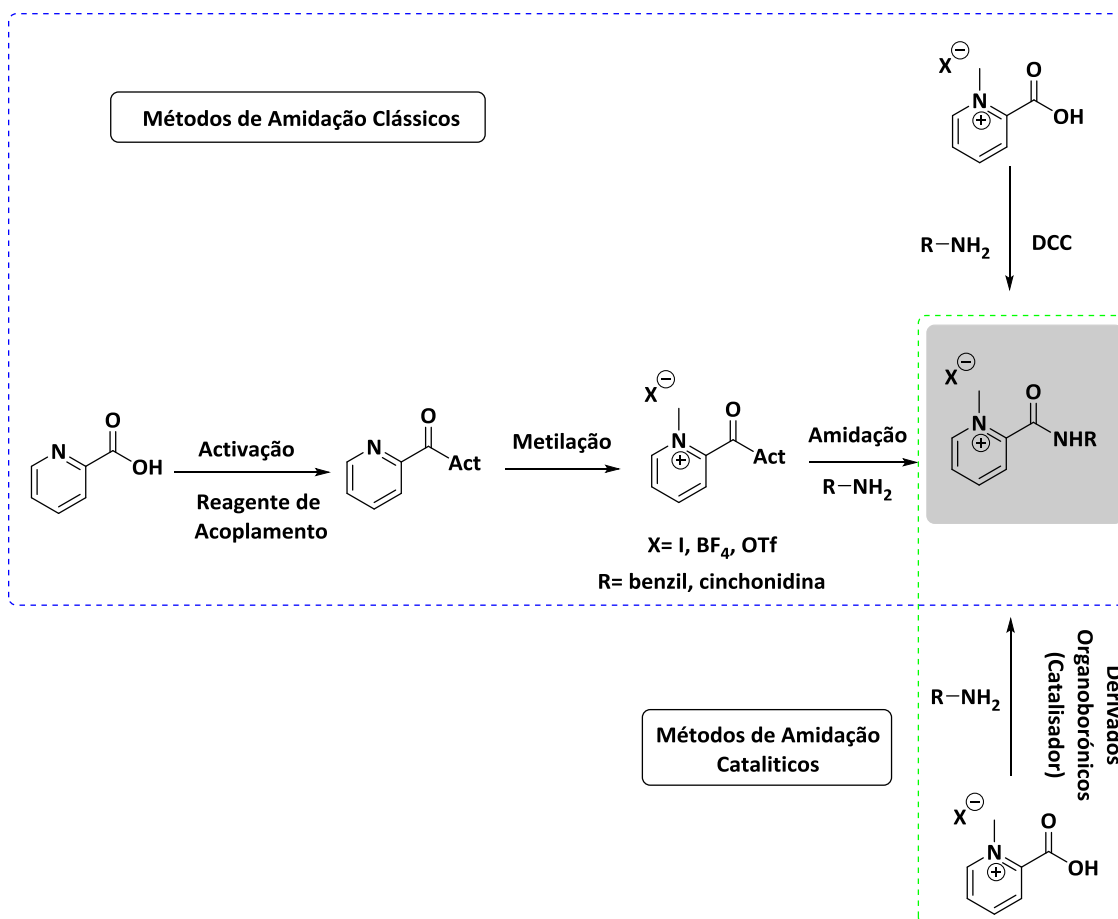 X⊖
O
N
⊕
OH
Métodos de Amidação Clássicos
R−NH2
DCC
X⊖
O
N
⊕
NHR
X⊖
O
N
OH
Activação
Reagente de
Acoplamento
O
N
Act
Metilação
O
N
⊕
Act
Amidação
R−NH2
X= I, BF4, OTf
R= benzil, cinchonidina
R−NH2
Derivados
Organoborónicos
(Catalisador)
Métodos de Amidação
Cataliticos
X⊖
O
N
⊕
OH